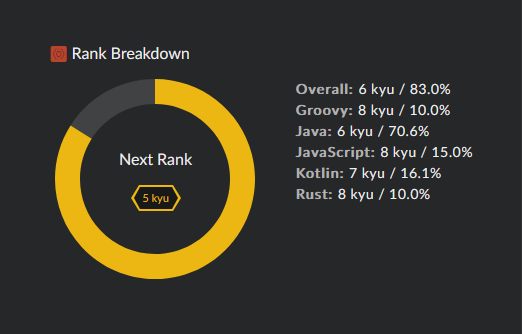 Rank Breakdown
Next Rank
5 kyu
Overall: 6 kyu / 83.0%
Groovy: 8 kyu / 10.0%
Java: 6 kyu / 70.6%
JavaScript: 8 kyu / 15.0%
Kotlin: 7 kyu / 16.1%
Rust: 8 kyu / 10.0%